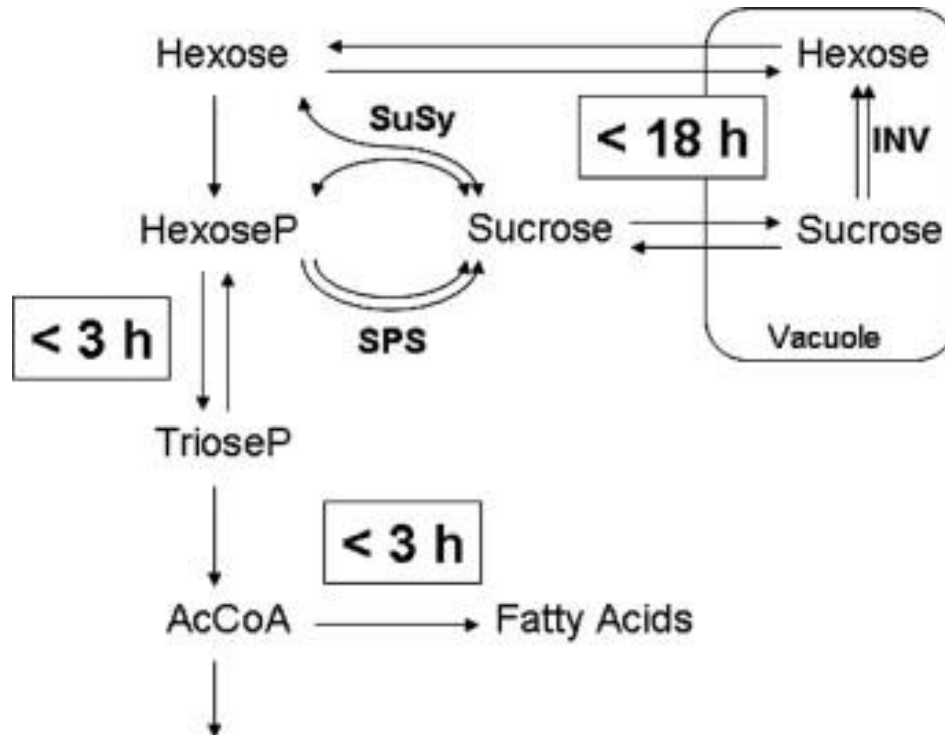 Hexose
Hexose
SuSy
< 18 h
INV
HexoseP
Sucrose
Sucrose
< 3 h
SPS
Vacuole
TrioseP
< 3 h
AcCoA
Fatty Acids